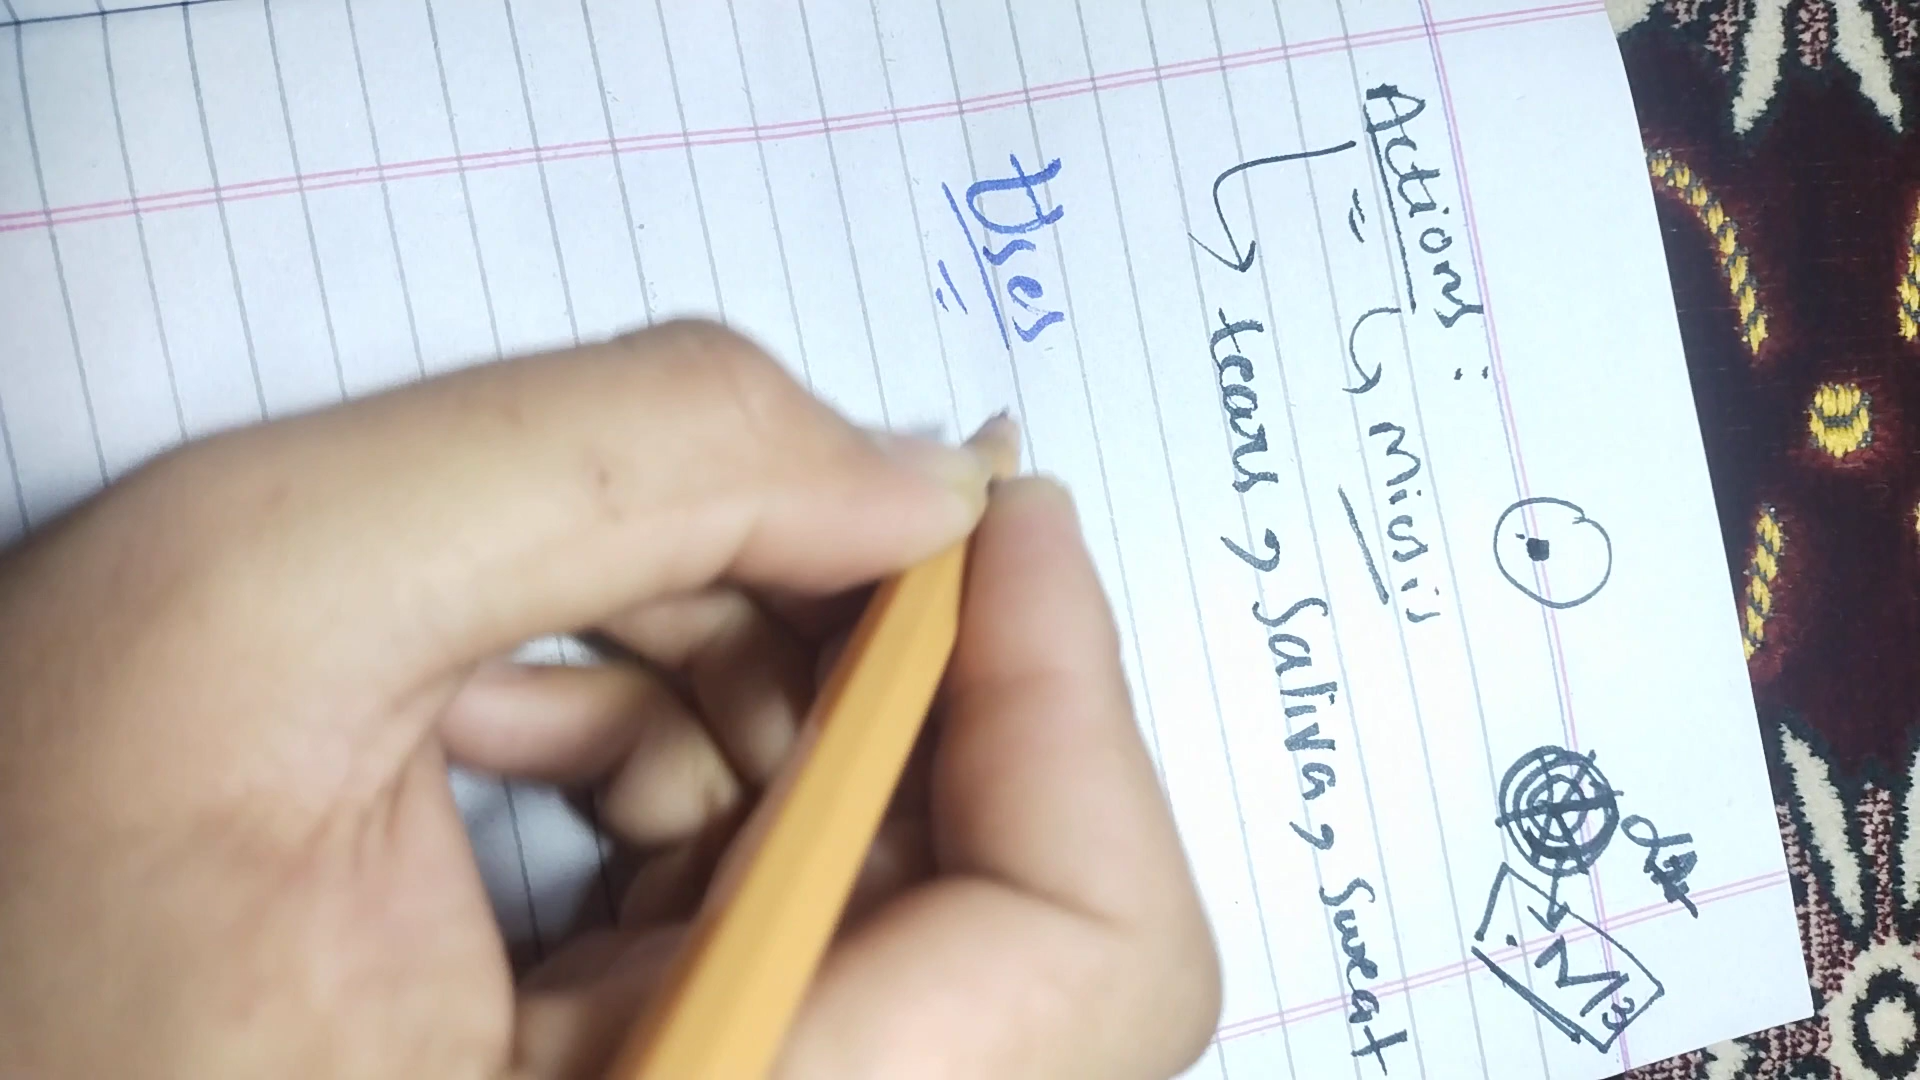 M3
Actions :
Miosis
tears, Saliva, Sweat
Uses